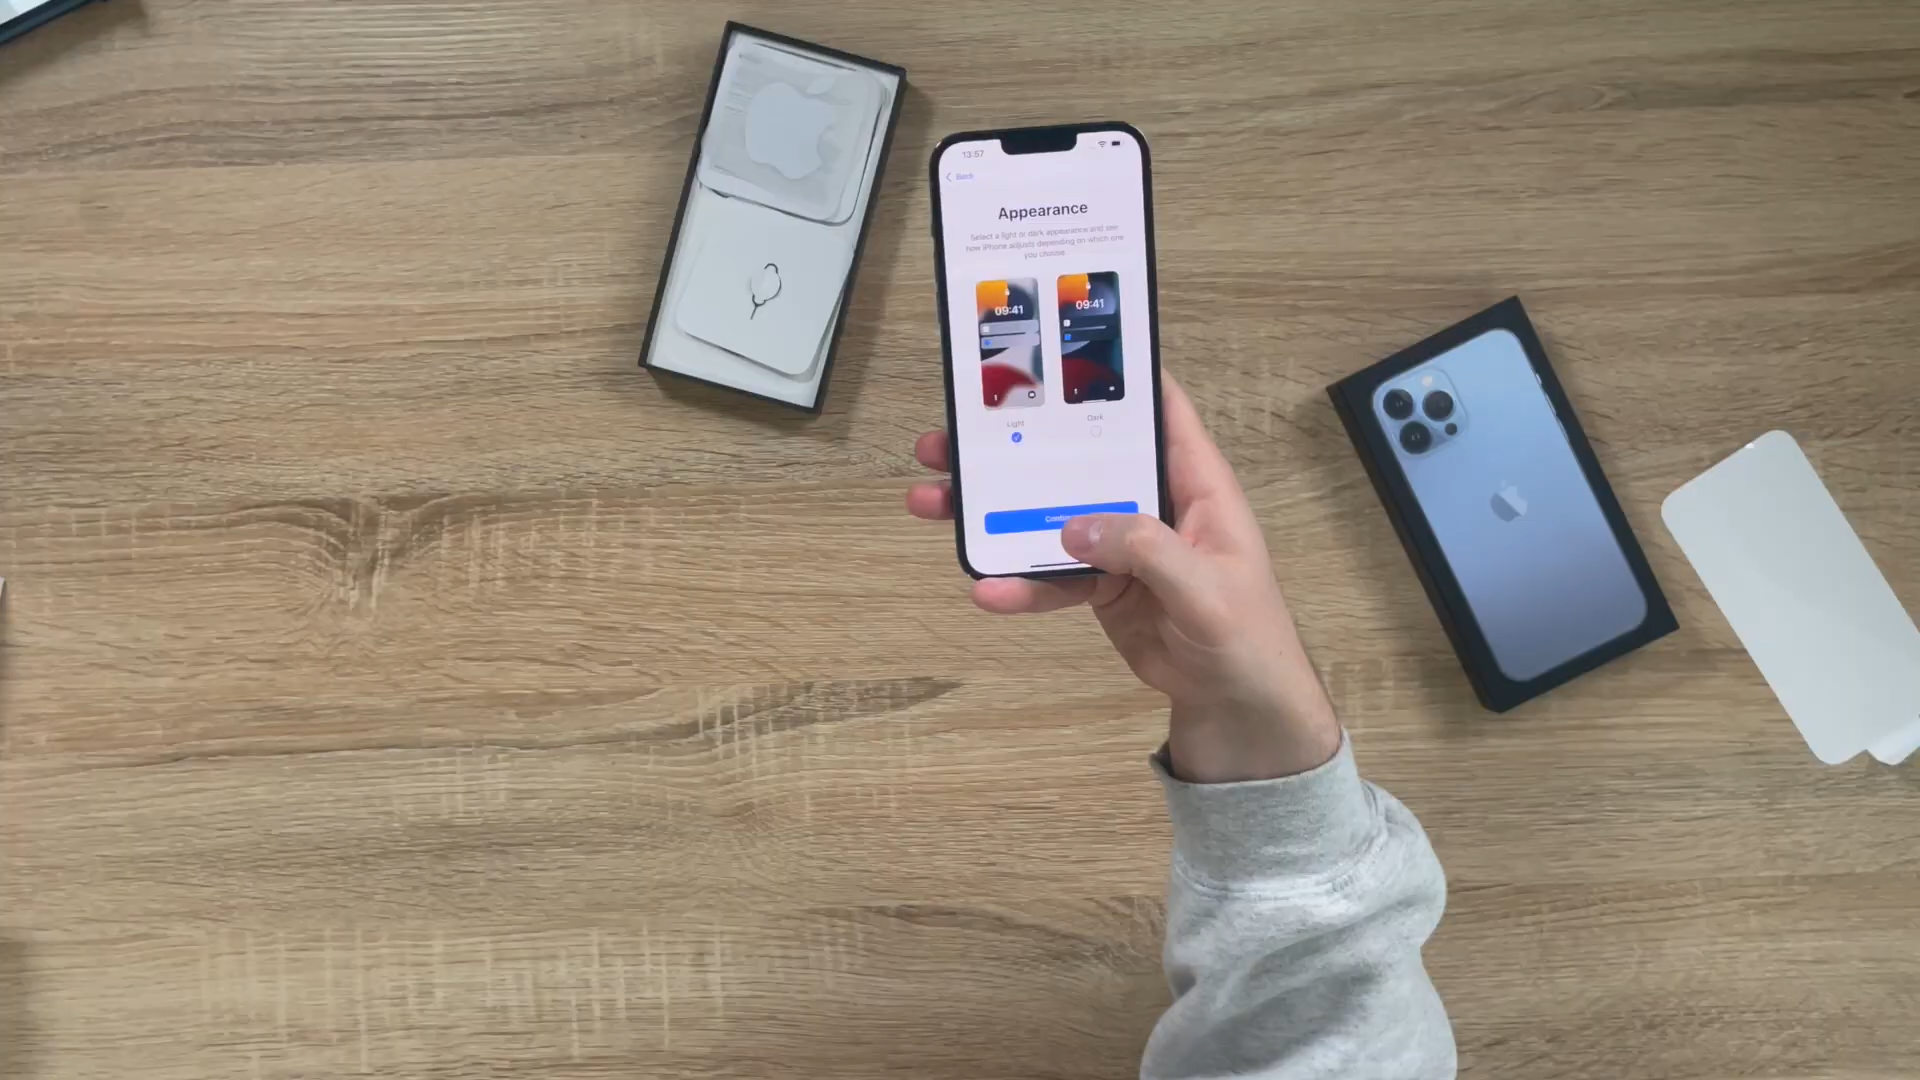 13:57
Back
Appearance
Select a light or dark appearance and see
how iPhone adjusts depending on which one
you choose.
09:41
09:41
Light
Dark